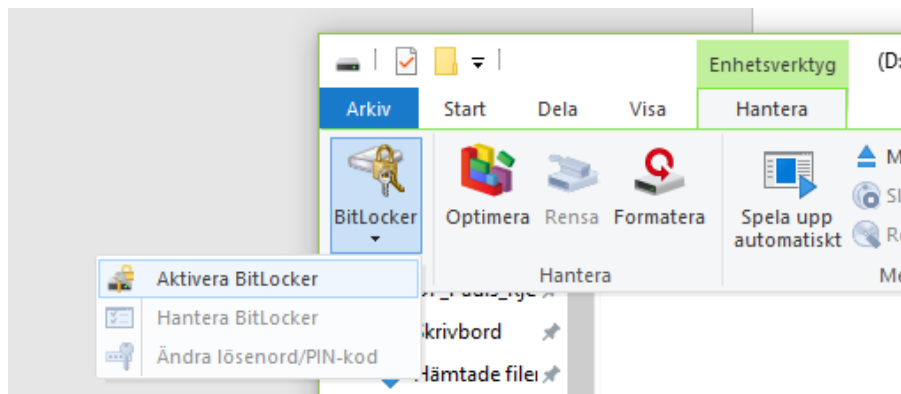 Enhetsverktyg
Arkiv Start Dela Visa Hantera
BitLocker Optimera Rensa Formatera Spela upp
automatiskt
Hantera
Aktivera BitLocker
Hantera BitLocker
Skrivbord
Ändra lösenord/PIN-kod
Hämtade filer